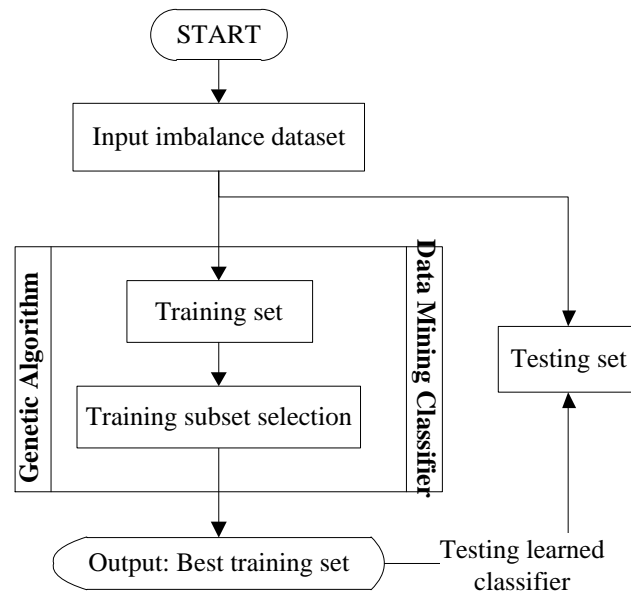 START
Input imbalance dataset
Genetic Algorithm
Data Mining Classifier
Training set
Training subset selection
Testing set
Output: Best training set
Testing learned
classifier